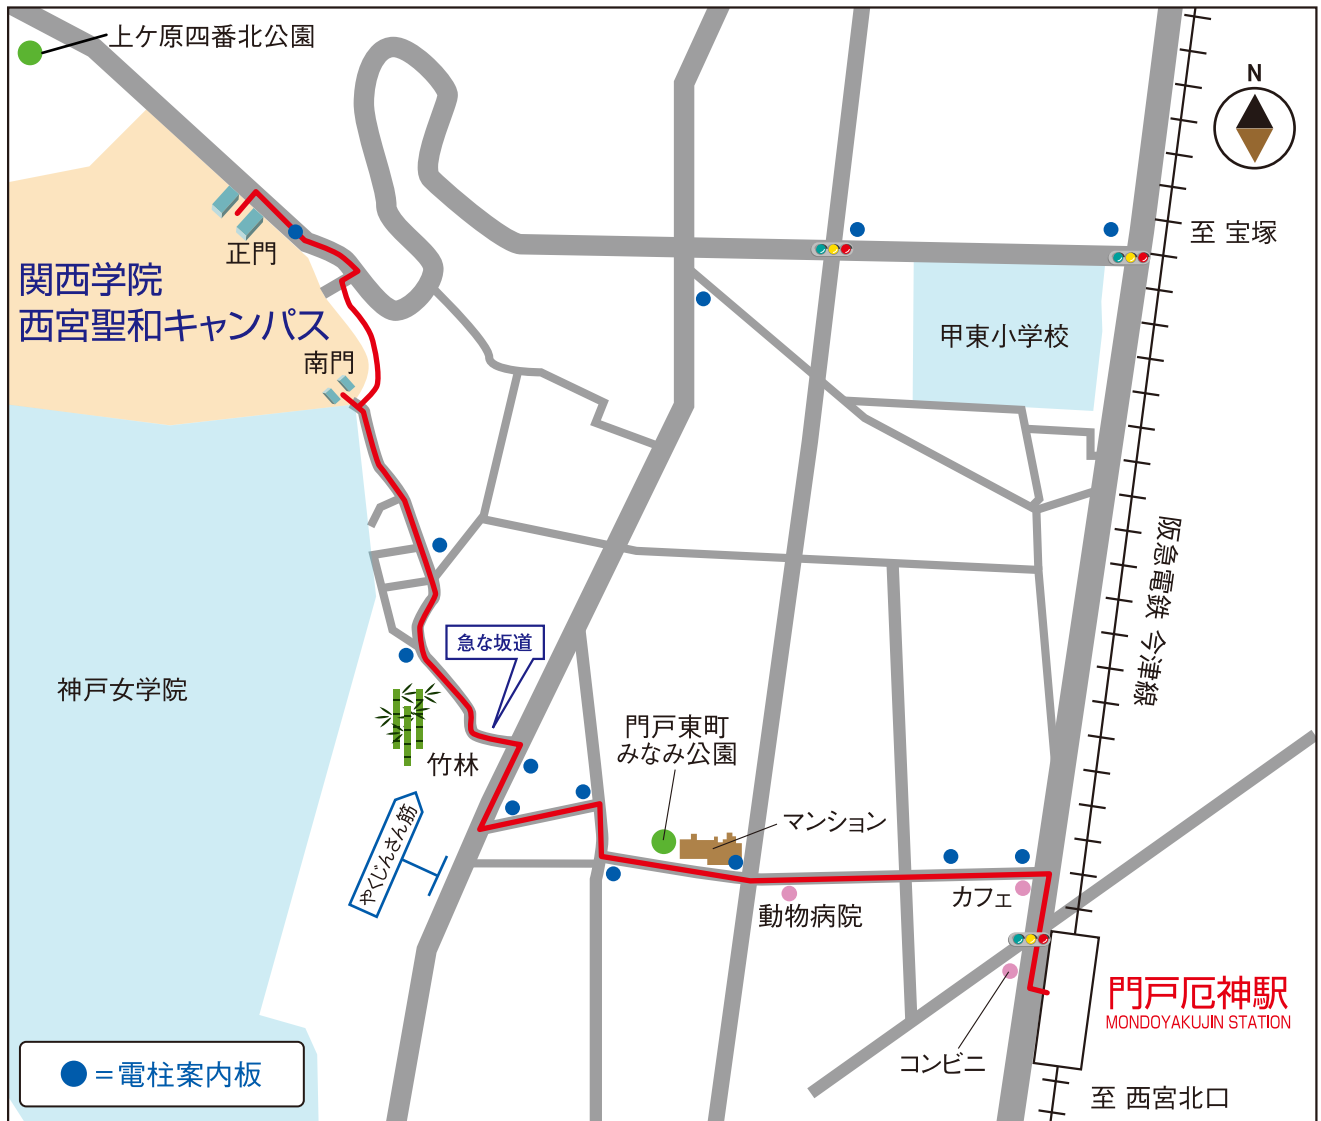 上ケ原四番北公園
N
至 宝塚
正門
関西学院
西宮聖和キャンパス
南門
甲東小学校
阪急電鉄 今津線
急な坂道
神戸女学院
門戸東町
みなみ公園
竹林
マンション
やくじんさん筋
カフェ
動物病院
門戸厄神駅
MONDOYAKUJIN STATION
コンビニ
●=電柱案内板
至 西宮北口